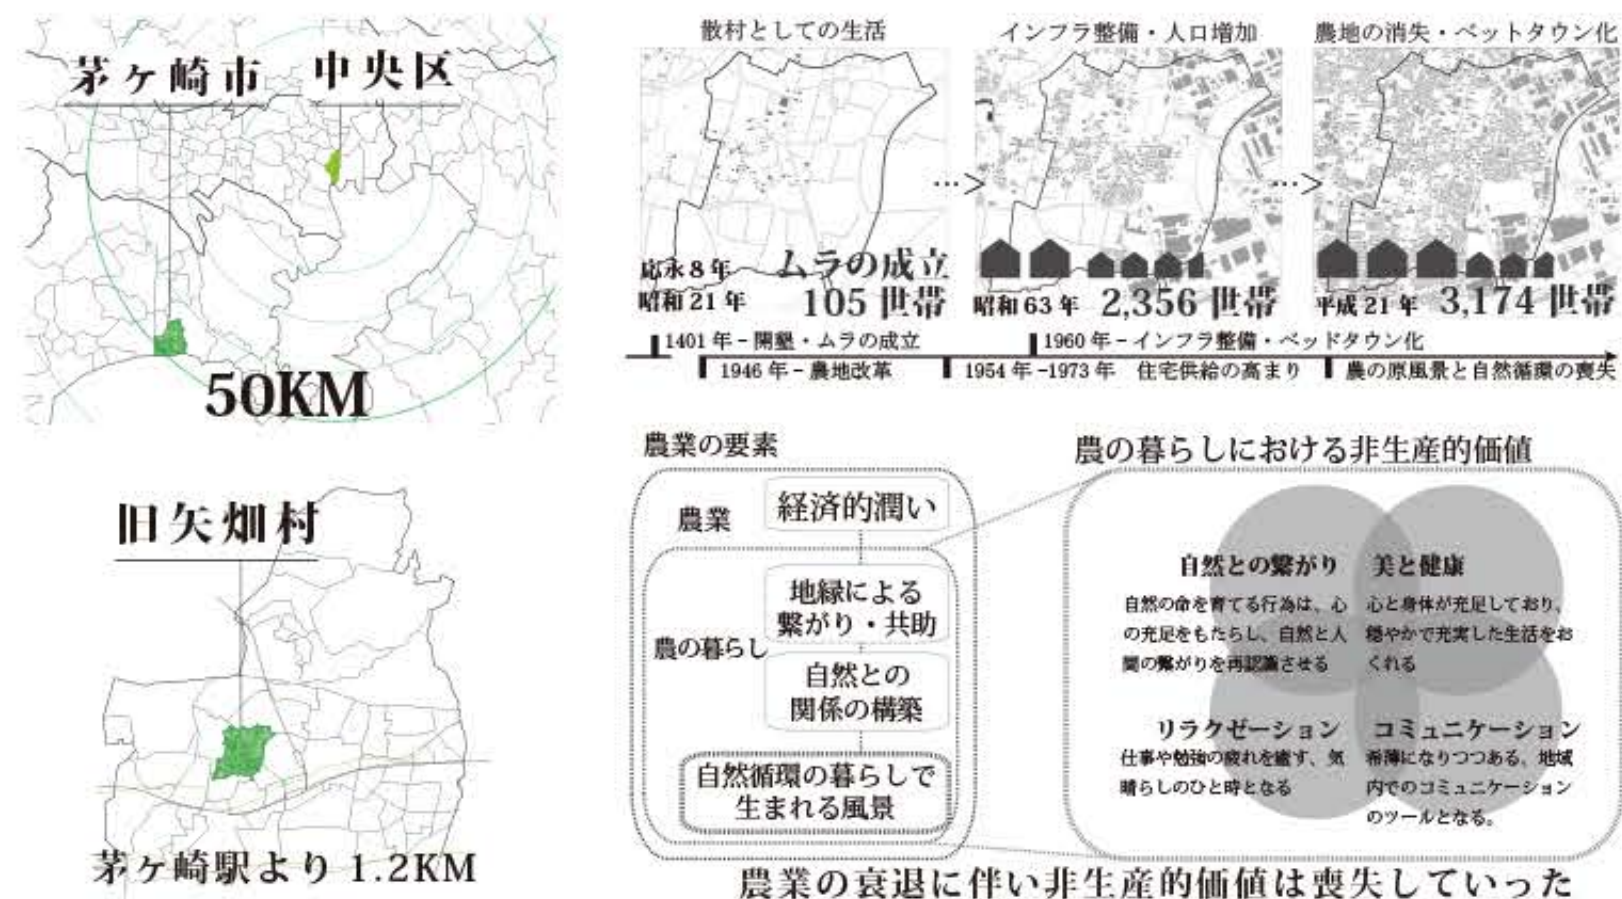 茅ヶ崎市
中央区
50KM
旧矢畑村
茅ヶ崎駅より 1.2KM
散村としての生活
インフラ整備・人口増加
農地の消失・ベットタウン化
…>
…>
応永 8 年 ムラの成立
昭和 21 年 105 世帯
昭和 63 年 2,356 世帯
平成 21 年 3,174 世帯
1401 年 – 開墾・ムラの成立
1960 年 – インフラ整備・ベッドタウン化
1946 年 – 農地改革
1954 年 –1973 年 住宅供給の高まり
農の原風景と自然循環の喪失
農業の要素
農業
経済的潤い
農の暮らし
地縁による
繋がり・共助
自然との
関係の構築
自然循環の暮らしで
生まれる風景
農の暮らしにおける非生産的価値
自然との繋がり
自然の命を育てる行為は、心
の充足をもたらし、自然と人
間の繋がりを再認識させる
美と健康
心と身体が充足しており、
穏やかで充実した生活をお
くれる
リラクゼーション
仕事や勉強の疲れを癒す、気
晴らしのひと時となる
コミュニケーション
希薄になりつつある、地域
内でのコミュニケーション
のツールとなる。
農業の衰退に伴い非生産的価値は喪失していった